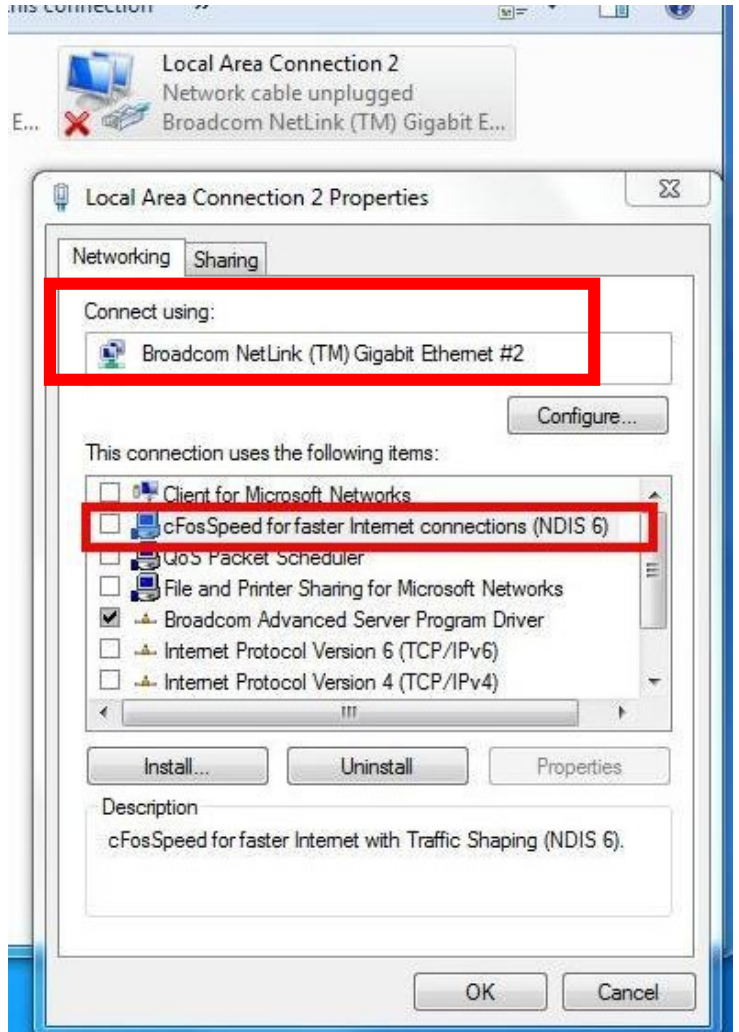 this connection »
Local Area Connection 2
Network cable unplugged
E... Broadcom NetLink (TM) Gigabit E...
Local Area Connection 2 Properties
Networking Sharing
Connect using:
Broadcom NetLink (TM) Gigabit Ethernet #2
Configure...
This connection uses the following items:
Client for Microsoft Networks
cFosSpeed for faster Internet connections (NDIS 6)
QoS Packet Scheduler
File and Printer Sharing for Microsoft Networks
Broadcom Advanced Server Program Driver
Internet Protocol Version 6 (TCP/IPv6)
Internet Protocol Version 4 (TCP/IPv4)
Install... Uninstall Properties
Description
cFosSpeed for faster Internet with Traffic Shaping (NDIS 6).
OK Cancel